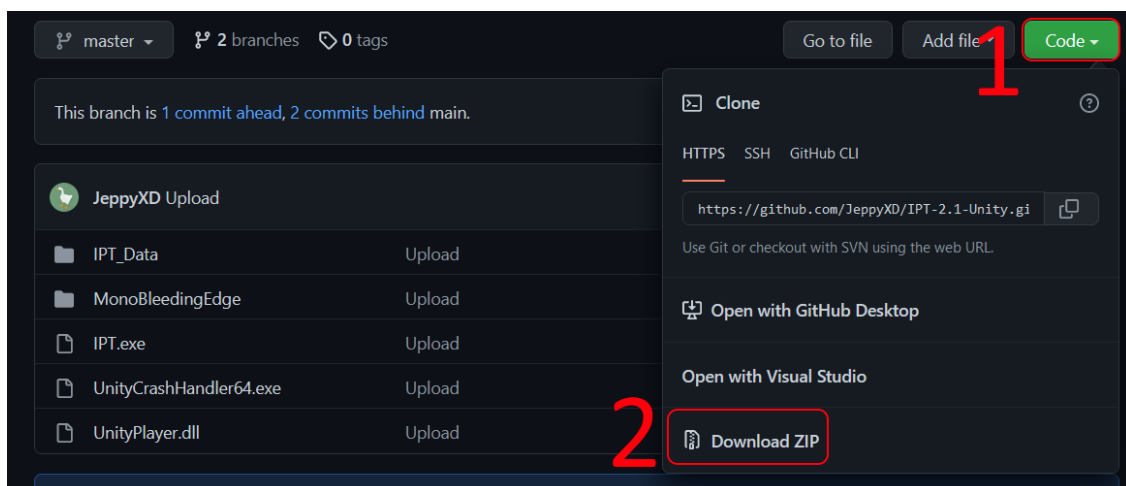 master 2 branches 0 tags Go to file Add file Code
1
This branch is 1 commit ahead, 2 commits behind main.
Clone
HTTPS SSH GitHub CLI
https://github.com/JeppyXD/IPT-2.1-Unity.gi
Use Git or checkout with SVN using the web URL.
JeppyXD Upload
IPT_Data Upload
MonoBleedingEdge Upload
IPT.exe Upload
UnityCrashHandler64.exe Upload
UnityPlayer.dll Upload
Open with GitHub Desktop
Open with Visual Studio
2 Download ZIP